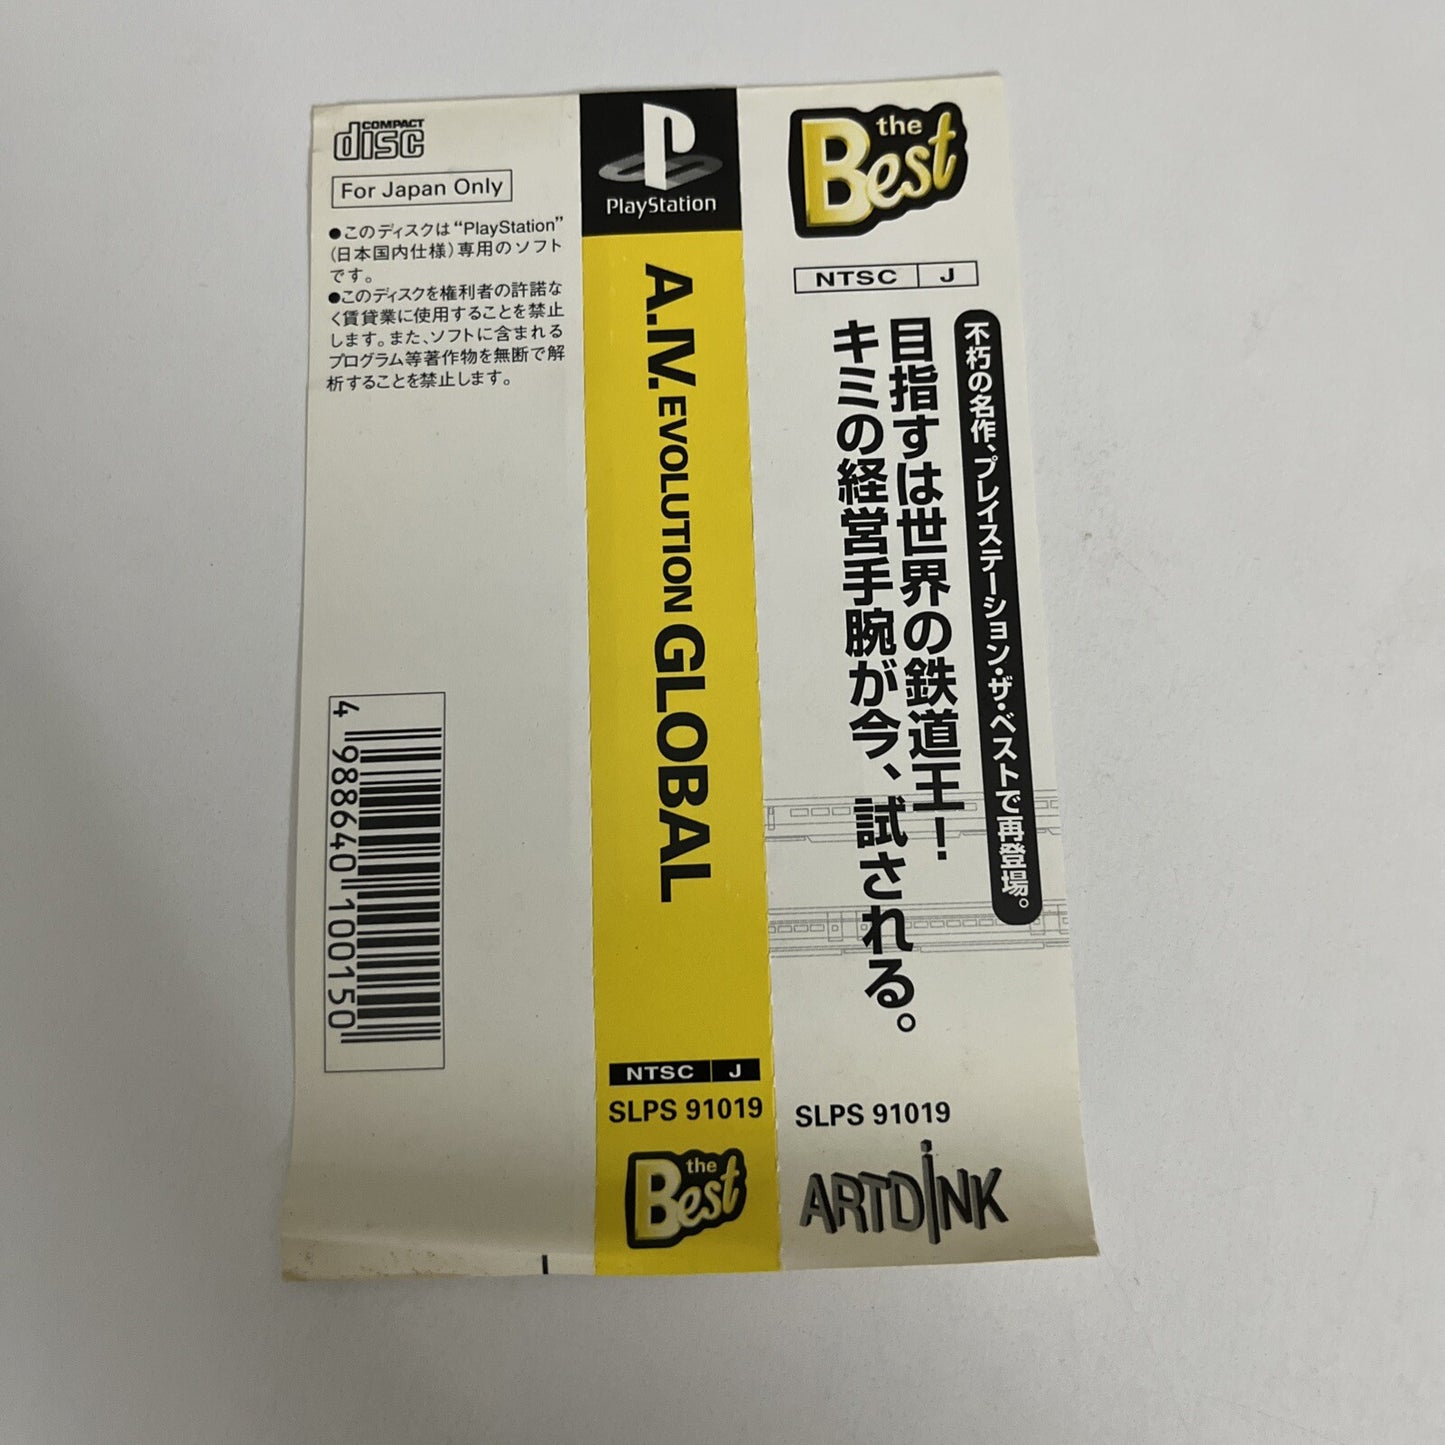 COMPACT
disc
For Japan Only
●このディスクは“PlayStation”
(日本国内仕様)専用のソフト
です。
●このディスクを権利者の許諾な
く賃貸業に使用することを禁止
します。また、ソフトに含まれる
プログラム等著作物を無断で解
析することを禁止します。
4 988640 100150
PlayStation
A.IV. EVOLUTION GLOBAL
NTSC J
SLPS 91019
the
Best
the
Best
NTSC J
不朽の名作、プレイステーション・ザ・ベストで再登場。
目指すは世界の鉄道王！
キミの経営手腕が今、試される。
SLPS 91019
ARTDiNK